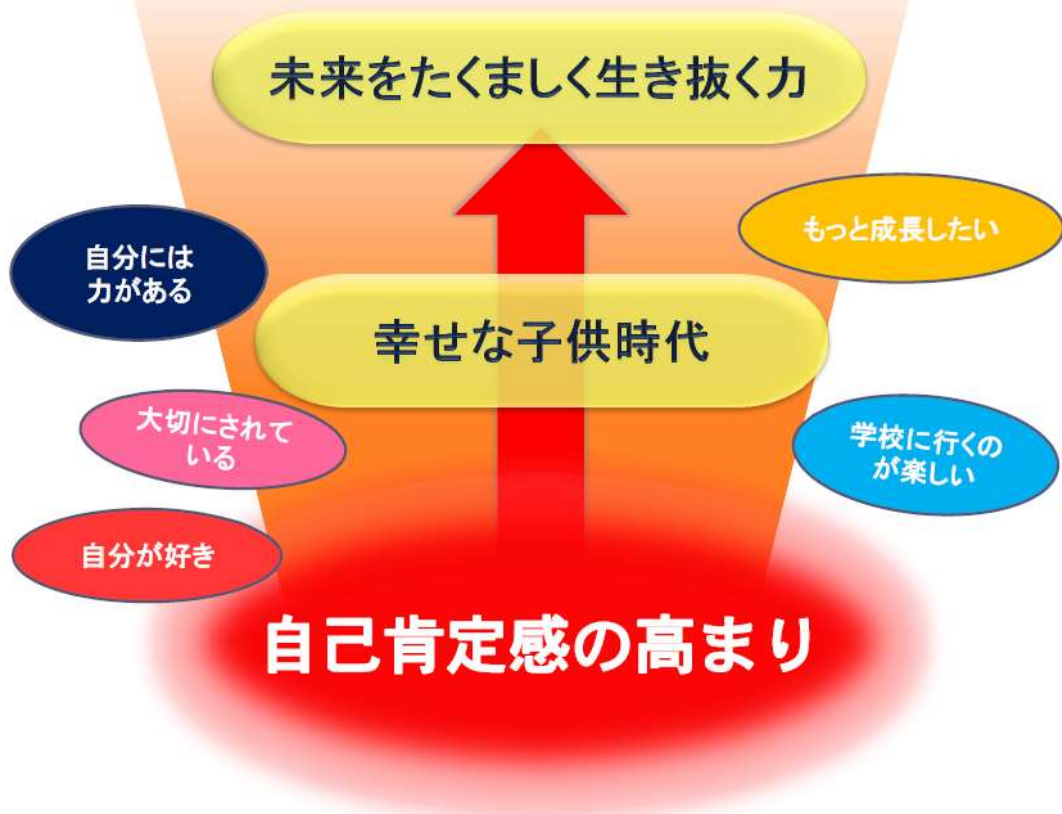 未来をたくましく生き抜く力
もっと成長したい
自分には
力がある
幸せな子供時代
大切にされて
いる
学校に行くの
が楽しい
自分が好き
自己肯定感の高まり